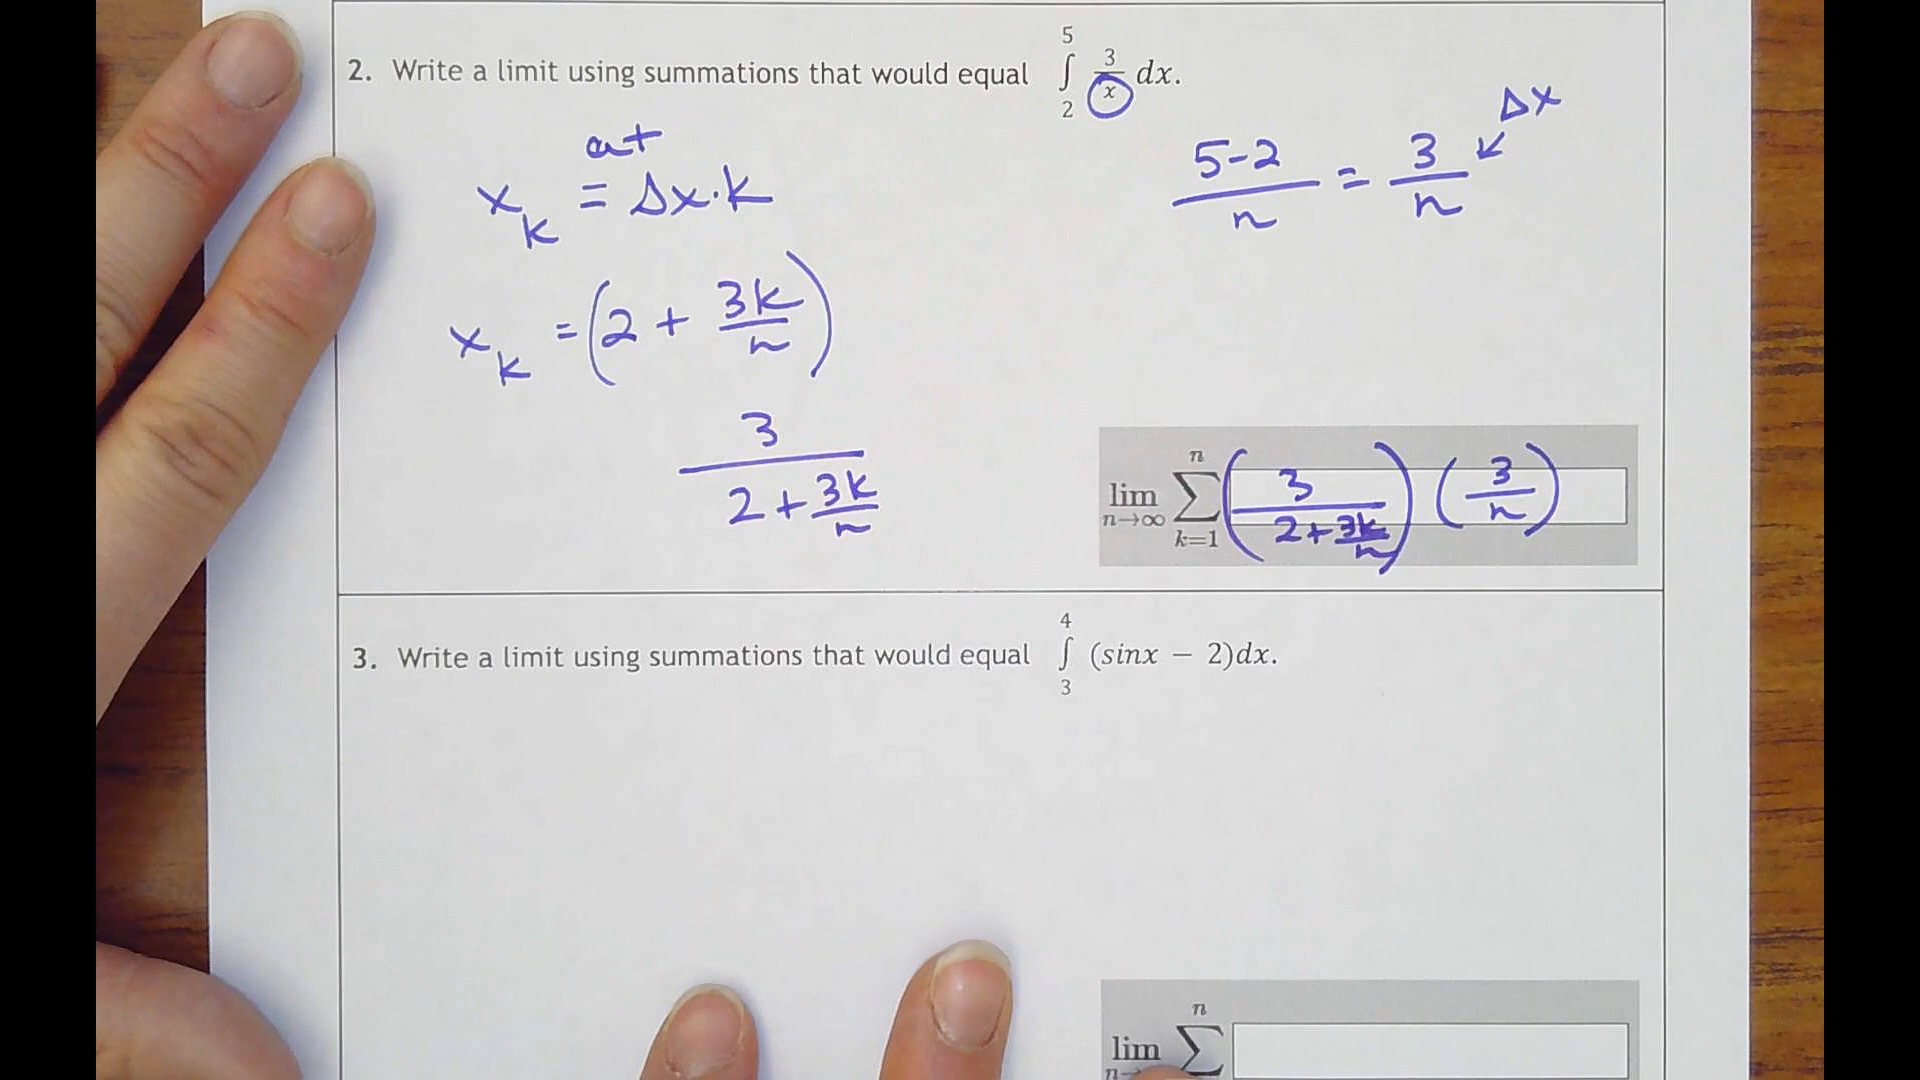 2. Write a limit using summations that would equal ∫₂⁵ 3/x dx.
Δx
a+
x_k = Δx·k
5-2/n = 3/n
x_k = (2 + 3k/n)
3/(2+3k/n)
lim n→∞ Σ k=1 n (3/(2+3k/n)) (3/n)
3. Write a limit using summations that would equal ∫₃⁴ (sinx − 2)dx.
lim n→ Σ n